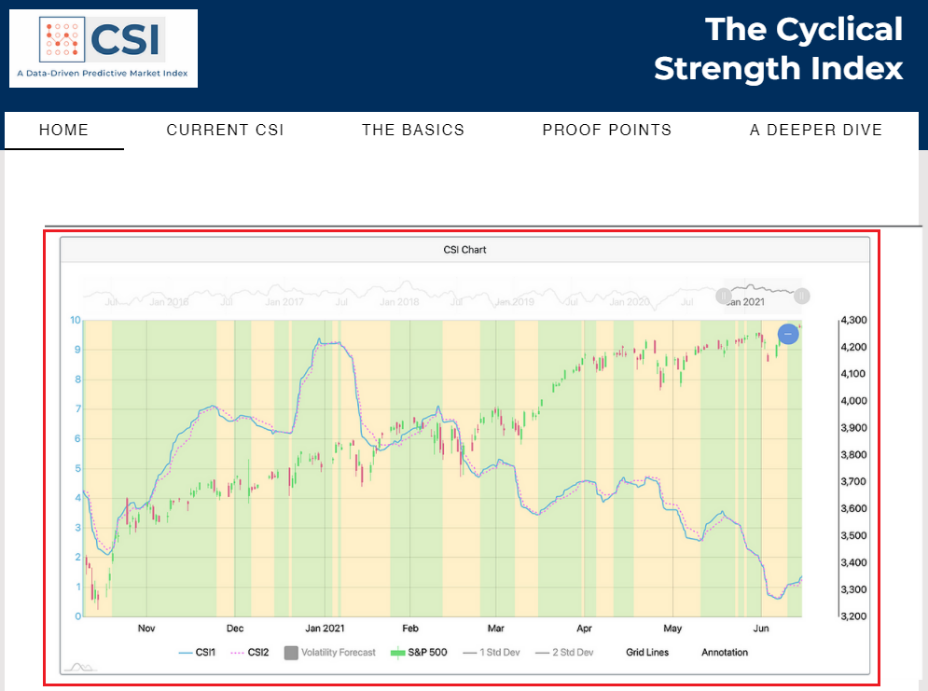 CSI
A Data-Driven Predictive Market Index
The Cyclical
Strength Index
HOME CURRENT CSI THE BASICS PROOF POINTS A DEEPER DIVE
CSI Chart
Jul Jan 2016 Jul Jan 2017 Jul Jan 2018 Jul Jan 2019 Jul Jan 2020 Jul Jan 2021
10 4,300
9 4,200
8 4,100
7 4,000
6 3,900
5 3,800
4 3,700
3 3,600
2 3,500
1 3,400
0 3,300
3,200
Nov Dec Jan 2021 Feb Mar Apr May Jun
CSI1 CSI2 Volatility Forecast S&P 500 1 Std Dev 2 Std Dev Grid Lines Annotation